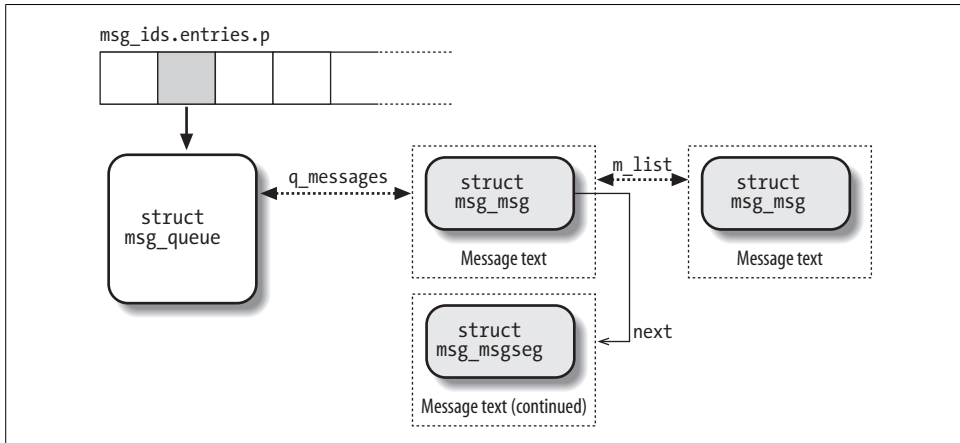 msg_ids.entries.p
q_messages
m_list
struct
msg_queue
struct
msg_msg
struct
msg_msg
Message text
Message text
next
struct
msg_msgseg
Message text (continued)